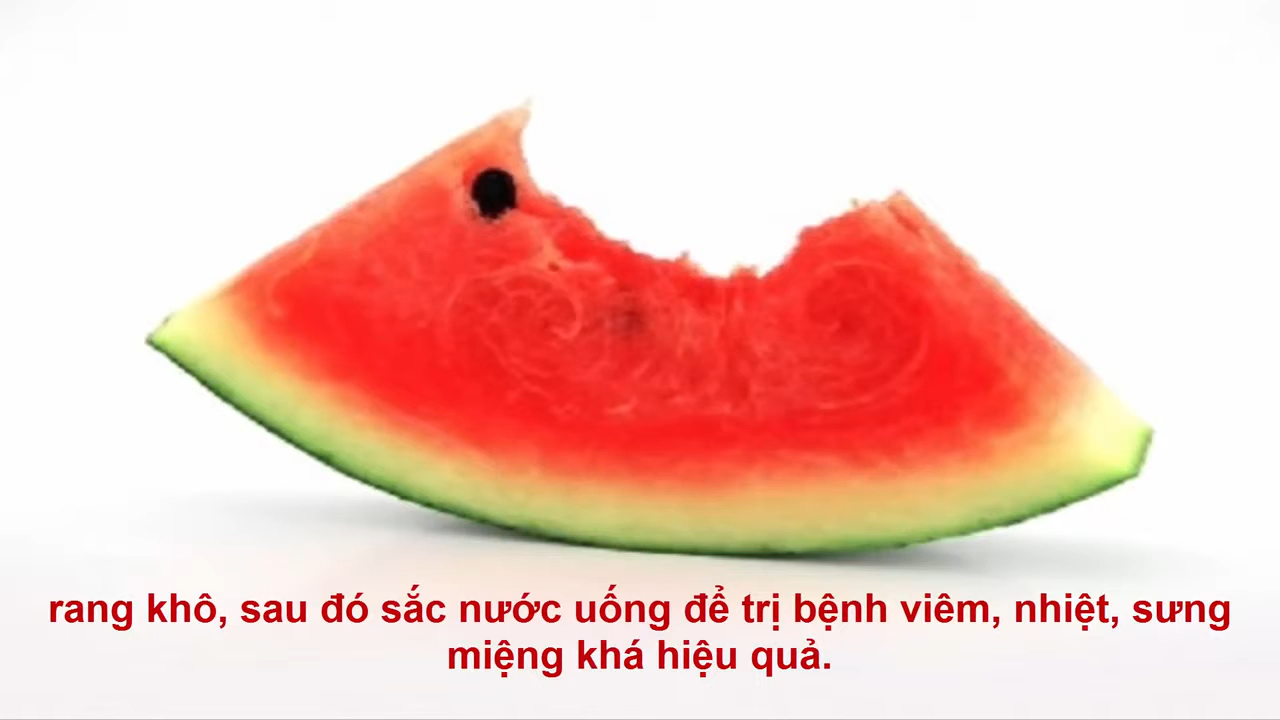 rang khô, sau đó sắc nước uống để trị bệnh viêm, nhiệt, sưng
miệng khá hiệu quả.